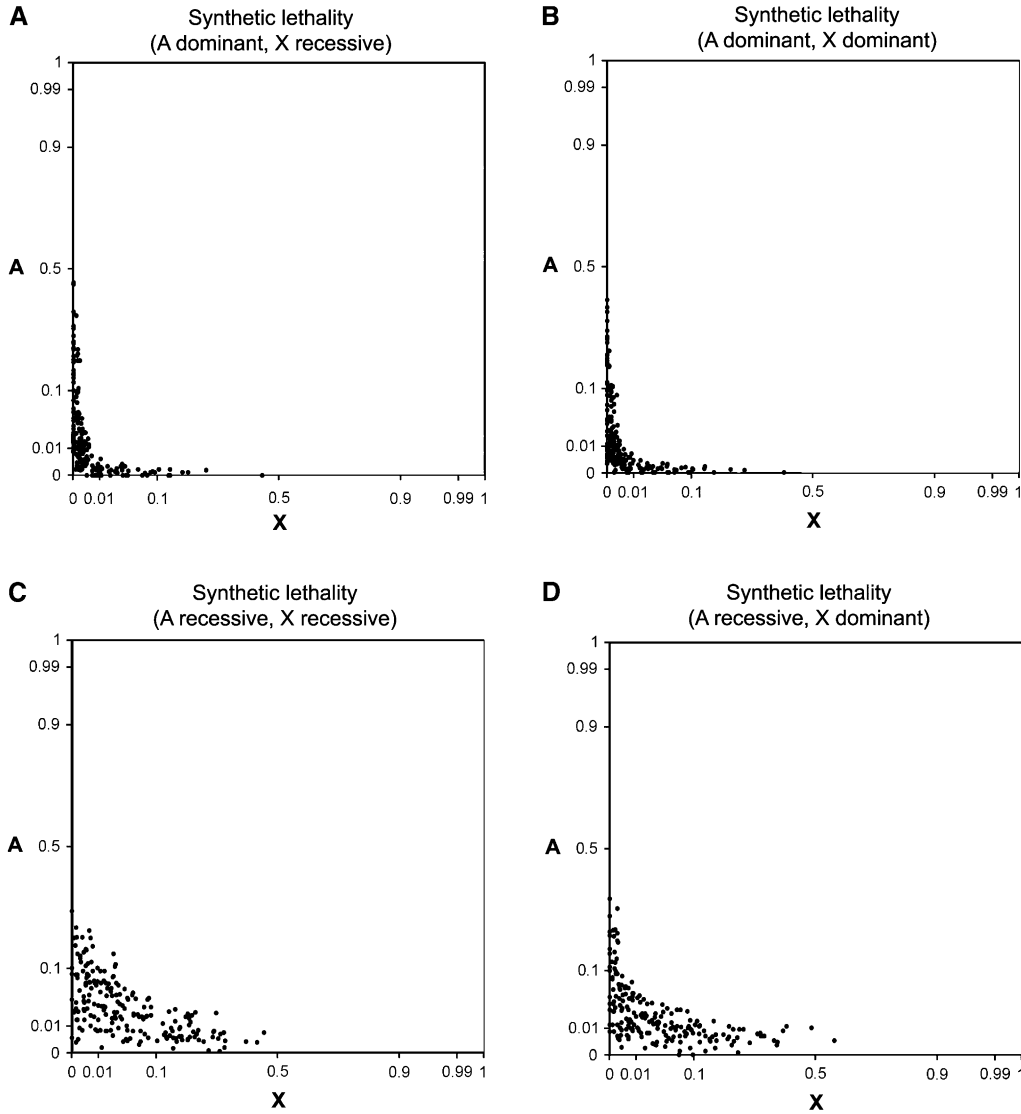 A
Synthetic lethality
(A dominant, X recessive)
1
0.99
0.9
A
0.5
0.1
0.01
0
0 0.01 0.1 0.5 0.9 0.99 1
X
B
Synthetic lethality
(A dominant, X dominant)
1
0.99
0.9
A
0.5
0.1
0.01
0
0 0.01 0.1 0.5 0.9 0.99 1
X
C
Synthetic lethality
(A recessive, X recessive)
1
0.99
0.9
A
0.5
0.1
0.01
0
0 0.01 0.1 0.5 0.9 0.99 1
X
D
Synthetic lethality
(A recessive, X dominant)
1
0.99
0.9
A
0.5
0.1
0.01
0
0 0.01 0.1 0.5 0.9 0.99 1
X